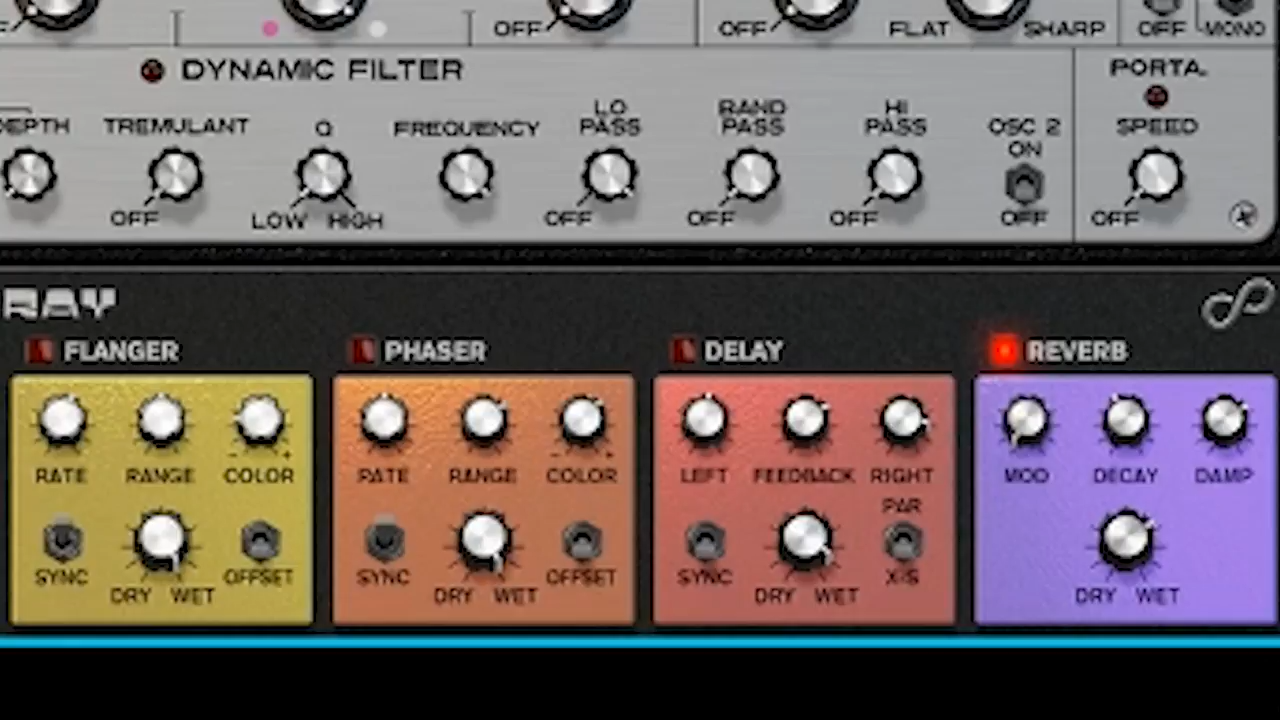 OFF OFF FLAT SHARP OFF MONO
DYNAMIC FILTER PORTA.
DEPTH TREMULANT Q FREQUENCY LO PASS RAND PASS HI PASS OSC 2 ON SPEED
OFF LOW HIGH OFF OFF OFF OFF OFF
RAY
FLANGER PHASER DELAY REVERB
RATE RANGE - COLOR + RATE RANGE - COLOR + LEFT FEEDBACK RIGHT MOD DECAY DAMP
PAR
SYNC OFFSET SYNC OFFSET SYNC X-S
DRY WET DRY WET DRY WET DRY WET